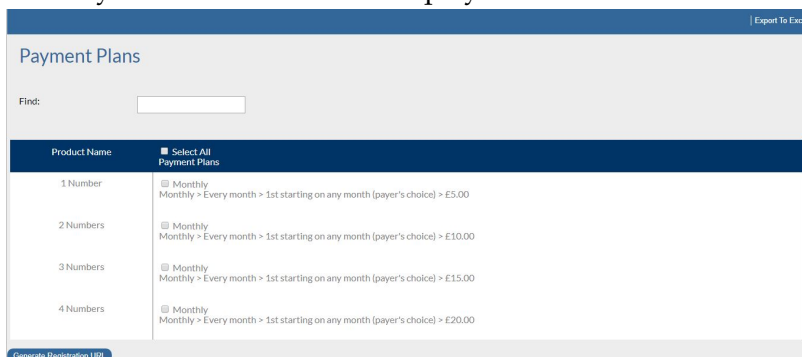 Export To Exc
Payment Plans
Find:
Product Name
Select All
Payment Plans
1 Number
Monthly
Monthly > Every month > 1st starting on any month (payer's choice) > £5.00
2 Numbers
Monthly
Monthly > Every month > 1st starting on any month (payer's choice) > £10.00
3 Numbers
Monthly
Monthly > Every month > 1st starting on any month (payer's choice) > £15.00
4 Numbers
Monthly
Monthly > Every month > 1st starting on any month (payer's choice) > £20.00
Generate Registration URL